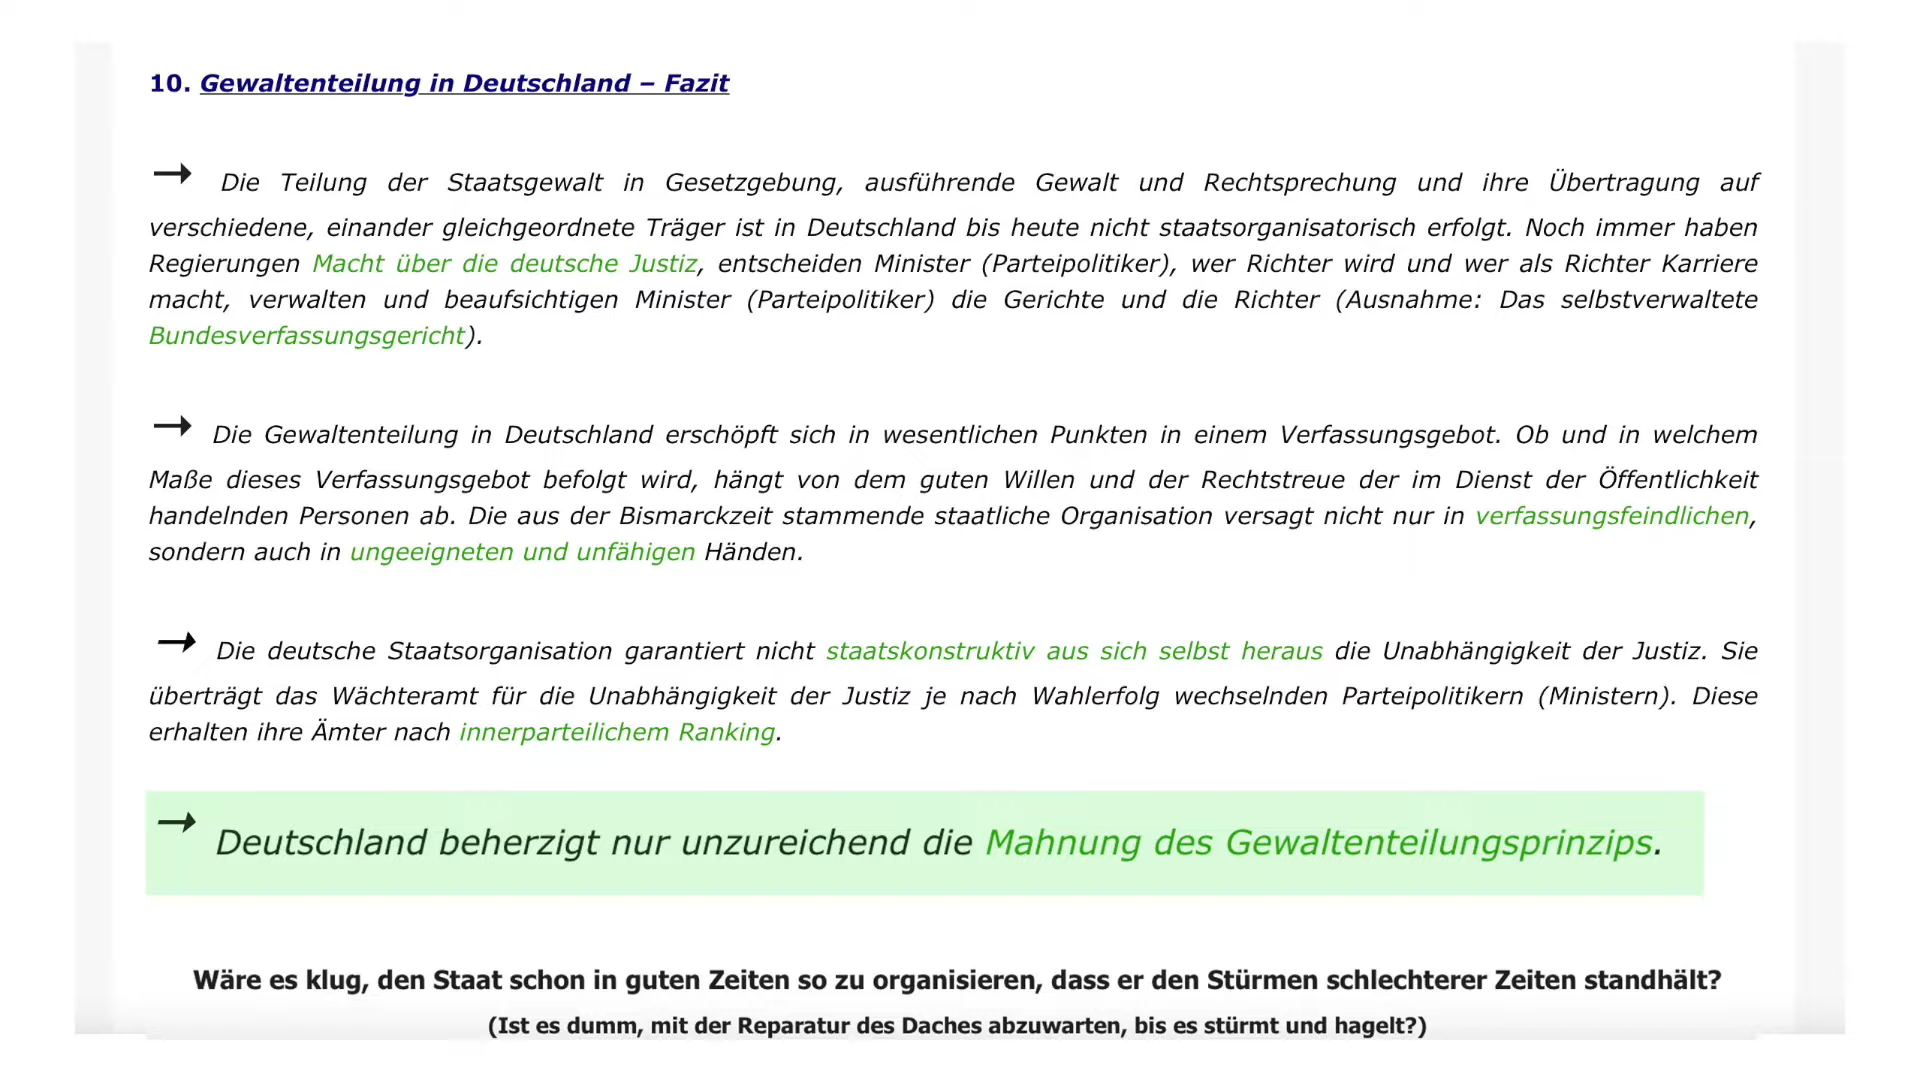 10. Gewaltenteilung in Deutschland – Fazit
→ Die Teilung der Staatsgewalt in Gesetzgebung, ausführende Gewalt und Rechtsprechung und ihre Übertragung auf
verschiedene, einander gleichgeordnete Träger ist in Deutschland bis heute nicht staatsorganisatorisch erfolgt. Noch immer haben
Regierungen Macht über die deutsche Justiz, entscheiden Minister (Parteipolitiker), wer Richter wird und wer als Richter Karriere
macht, verwalten und beaufsichtigen Minister (Parteipolitiker) die Gerichte und die Richter (Ausnahme: Das selbstverwaltete
Bundesverfassungsgericht).
→ Die Gewaltenteilung in Deutschland erschöpft sich in wesentlichen Punkten in einem Verfassungsgebot. Ob und in welchem
Maße dieses Verfassungsgebot befolgt wird, hängt von dem guten Willen und der Rechtstreue der im Dienst der Öffentlichkeit
handelnden Personen ab. Die aus der Bismarckzeit stammende staatliche Organisation versagt nicht nur in verfassungsfeindlichen,
sondern auch in ungeeigneten und unfähigen Händen.
→ Die deutsche Staatsorganisation garantiert nicht staatskonstruktiv aus sich selbst heraus die Unabhängigkeit der Justiz. Sie
überträgt das Wächteramt für die Unabhängigkeit der Justiz je nach Wahlerfolg wechselnden Parteipolitikern (Ministern). Diese
erhalten ihre Ämter nach innerparteilichem Ranking.
→ Deutschland beherzigt nur unzureichend die Mahnung des Gewaltenteilungsprinzips.
Wäre es klug, den Staat schon in guten Zeiten so zu organisieren, dass er den Stürmen schlechterer Zeiten standhält?
(Ist es dumm, mit der Reparatur des Daches abzuwarten, bis es stürmt und hagelt?)